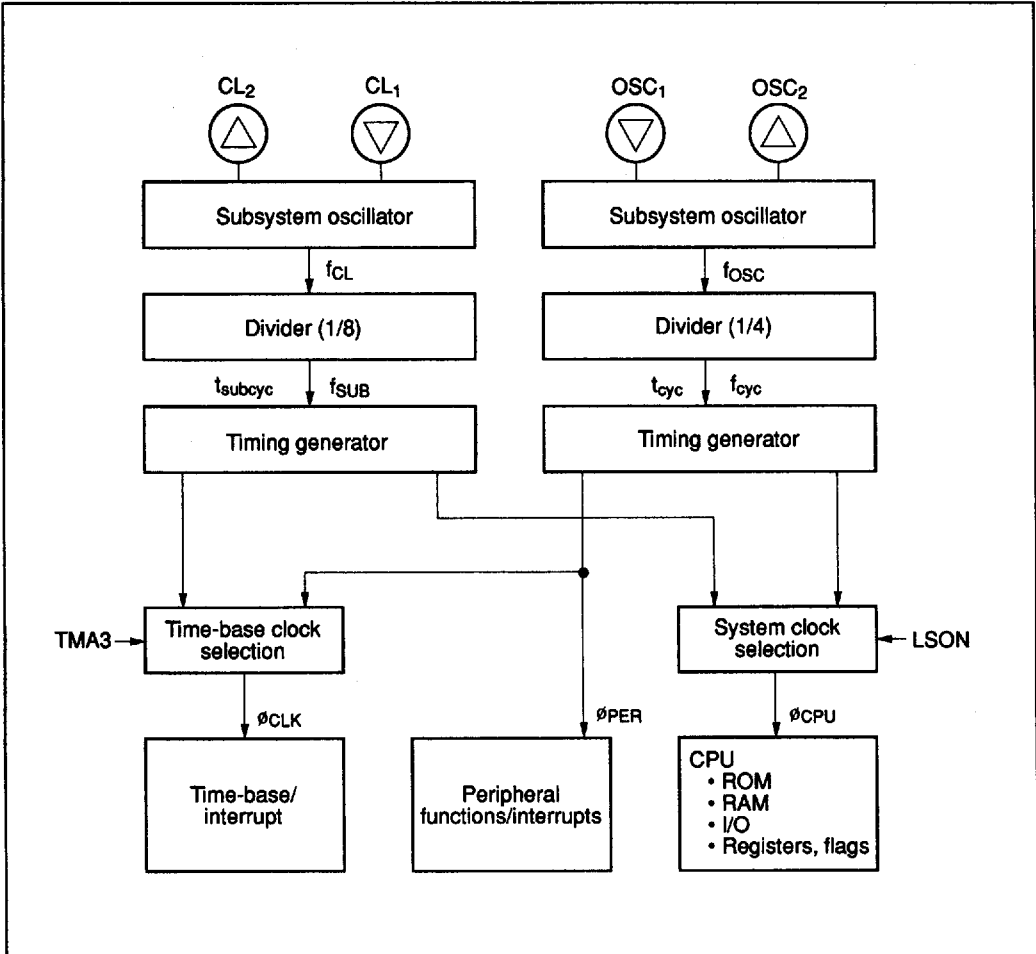 CL2 CL1 OSC1 OSC2
Subsystem oscillator
Subsystem oscillator
fCL
fOSC
Divider (1/8)
Divider (1/4)
tsubcyc fSUB
tcyc fcyc
Timing generator
Timing generator
TMA3
Time-base clock
selection
System clock
selection
LSON
øCLK
øPER
øCPU
Time-base/
interrupt
Peripheral
functions/interrupts
CPU
• ROM
• RAM
• I/O
• Registers, flags